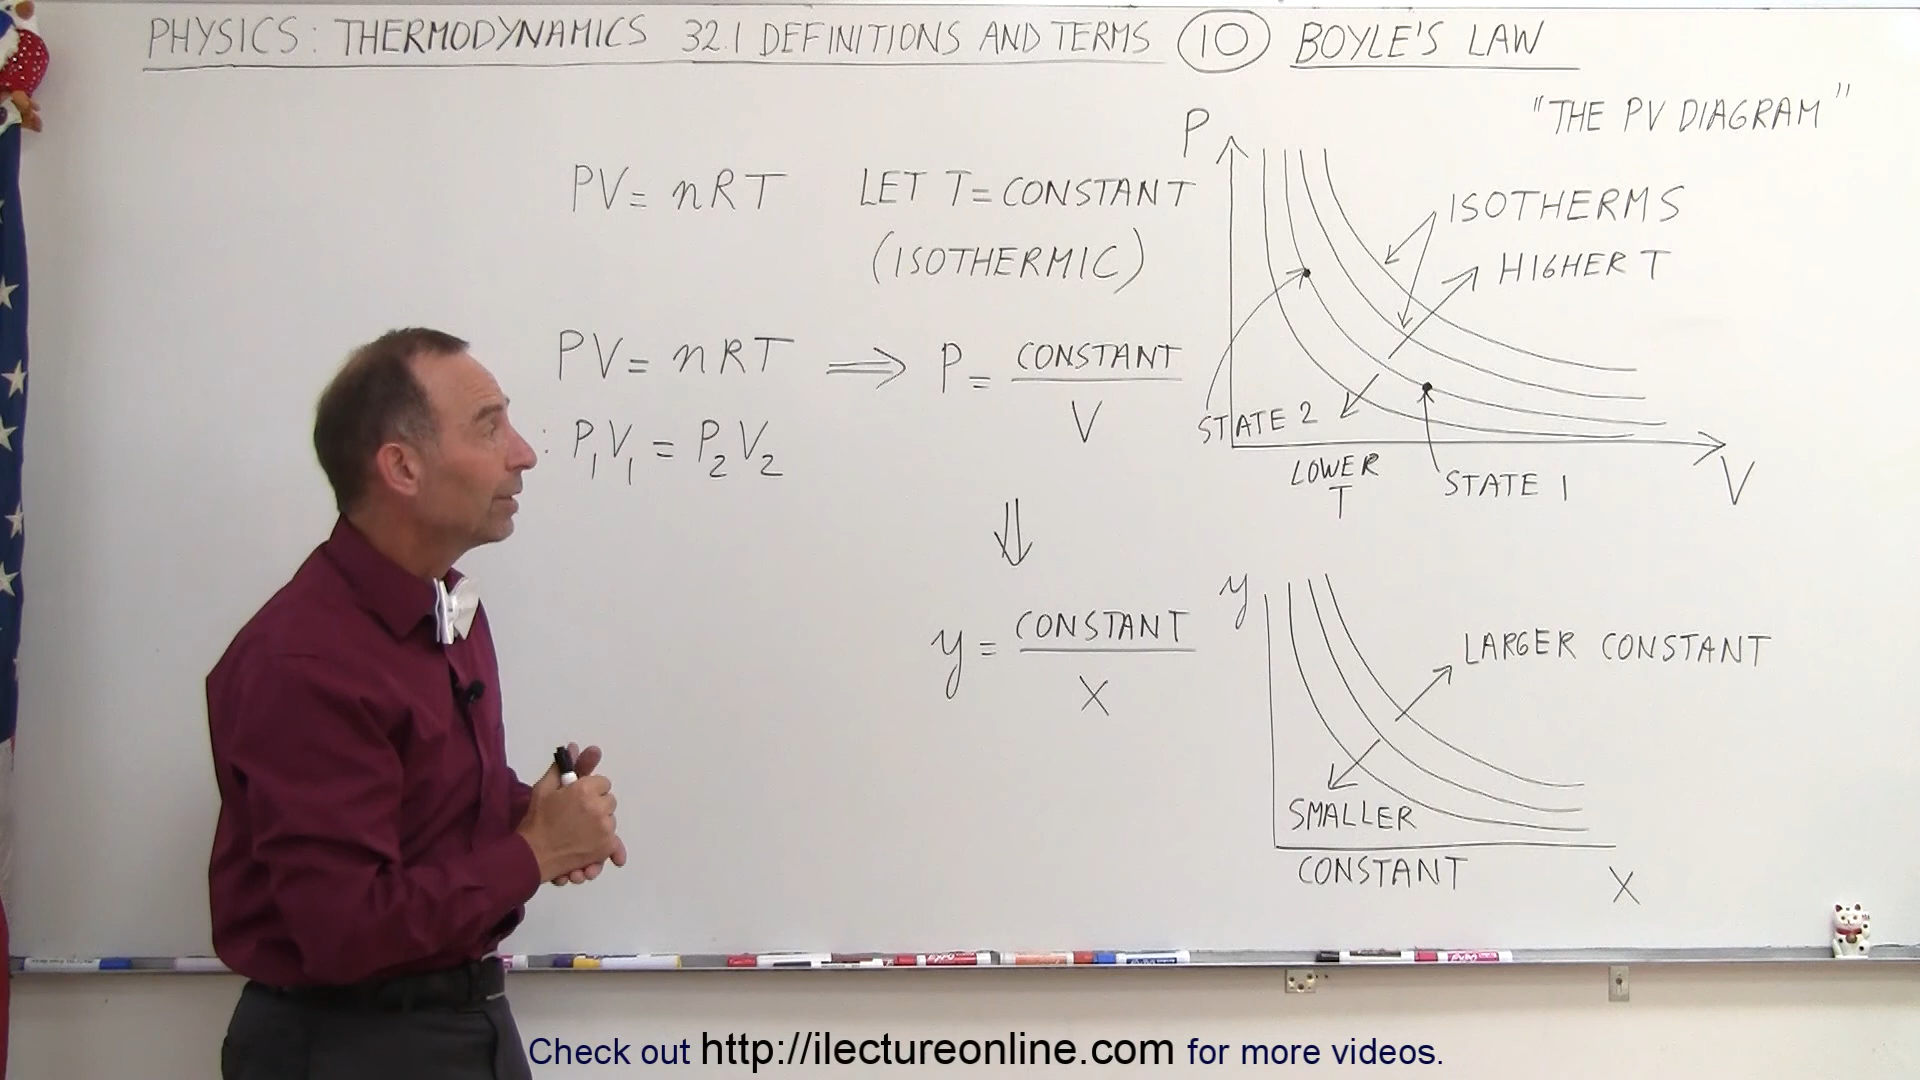 PHYSICS: THERMODYNAMICS 32.1 DEFINITIONS AND TERMS 10 BOYLE'S LAW
"THE PV DIAGRAM"
PV = nRT LET T = CONSTANT
(ISOTHERMIC)
PV = nRT ⟹ P = CONSTANT / V
: P₁V₁ = P₂V₂
⇓
y = CONSTANT / X
P
ISOTHERMS
HIGHER T
STATE 2
LOWER
T
STATE 1
V
y
LARGER CONSTANT
SMALLER
CONSTANT
X
Check out http://ilectureonline.com for more videos.